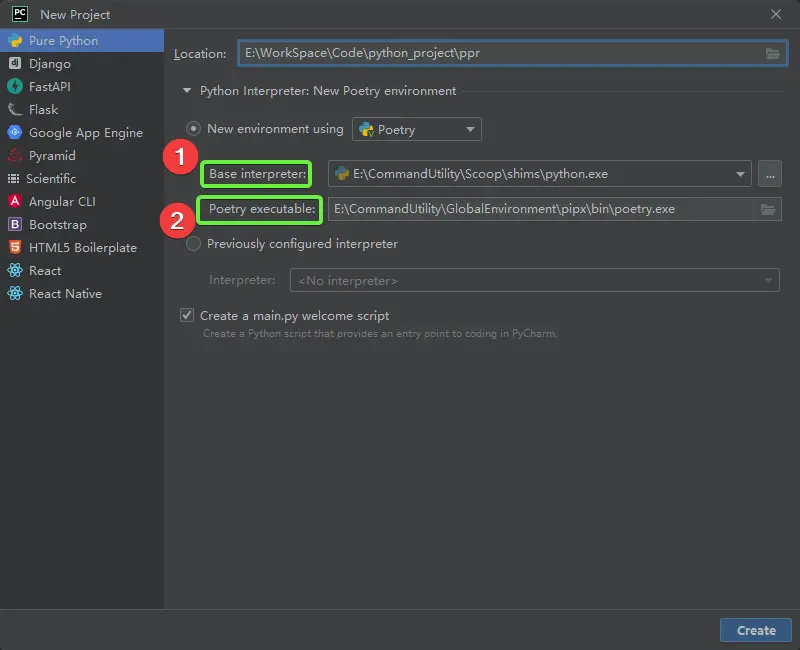 PC New Project
Pure Python
dj Django
FastAPI
Flask
Google App Engine
Pyramid
Scientific
A Angular CLI
B Bootstrap
5 HTML5 Boilerplate
React
React Native
Location: E:\WorkSpace\Code\python_project\ppr
Python Interpreter: New Poetry environment
New environment using Poetry
1 Base interpreter: E:\CommandUtility\Scoop\shims\python.exe ...
2 Poetry executable: E:\CommandUtility\GlobalEnvironment\pipx\bin\poetry.exe
Previously configured interpreter
Interpreter: <No interpreter>
Create a main.py welcome script
Create a Python script that provides an entry point to coding in PyCharm.
Create